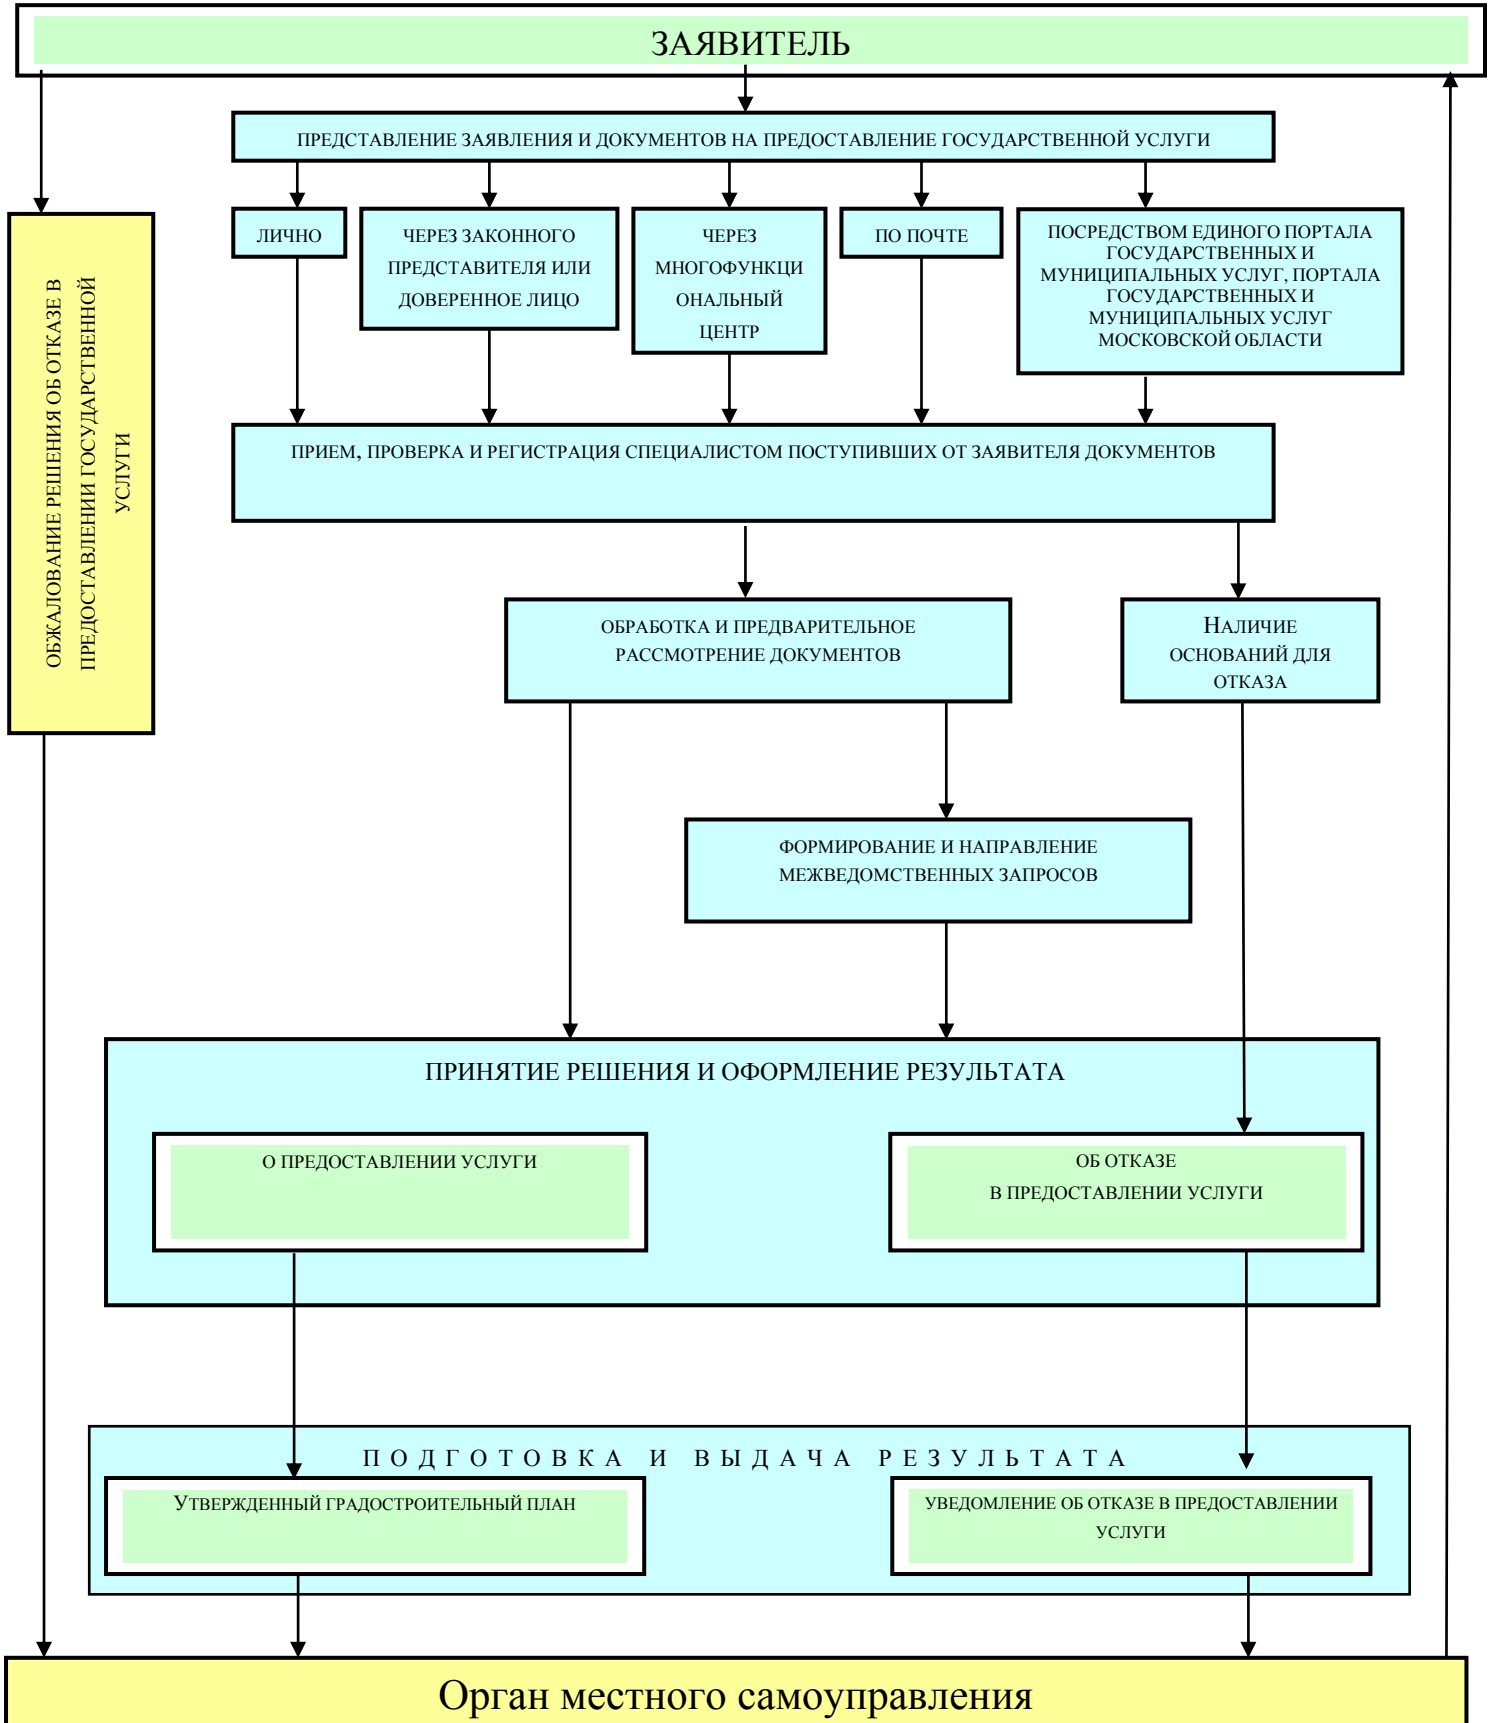 ЗАЯВИТЕЛЬ
ПРЕДСТАВЛЕНИЕ ЗАЯВЛЕНИЯ И ДОКУМЕНТОВ НА ПРЕДОСТАВЛЕНИЕ ГОСУДАРСТВЕННОЙ УСЛУГИ
ЛИЧНО
ЧЕРЕЗ ЗАКОННОГО
ПРЕДСТАВИТЕЛЯ ИЛИ
ДОВЕРЕННОЕ ЛИЦО
ЧЕРЕЗ
МНОГОФУНКЦИ
ОНАЛЬНЫЙ
ЦЕНТР
ПО ПОЧТЕ
ПОСРЕДСТВОМ ЕДИНОГО ПОРТАЛА
ГОСУДАРСТВЕННЫХ И
МУНИЦИПАЛЬНЫХ УСЛУГ, ПОРТАЛА
ГОСУДАРСТВЕННЫХ И
МУНИЦИПАЛЬНЫХ УСЛУГ
МОСКОВСКОЙ ОБЛАСТИ
ОБЖАЛОВАНИЕ РЕШЕНИЯ ОБ ОТКАЗЕ В
ПРЕДОСТАВЛЕНИИ ГОСУДАРСТВЕННОЙ
УСЛУГИ
ПРИЕМ, ПРОВЕРКА И РЕГИСТРАЦИЯ СПЕЦИАЛИСТОМ ПОСТУПИВШИХ ОТ ЗАЯВИТЕЛЯ ДОКУМЕНТОВ
ОБРАБОТКА И ПРЕДВАРИТЕЛЬНОЕ
РАССМОТРЕНИЕ ДОКУМЕНТОВ
НАЛИЧИЕ
ОСНОВАНИЙ ДЛЯ
ОТКАЗА
ФОРМИРОВАНИЕ И НАПРАВЛЕНИЕ
МЕЖВЕДОМСТВЕННЫХ ЗАПРОСОВ
ПРИНЯТИЕ РЕШЕНИЯ И ОФОРМЛЕНИЕ РЕЗУЛЬТАТА
О ПРЕДОСТАВЛЕНИИ УСЛУГИ
ОБ ОТКАЗЕ
В ПРЕДОСТАВЛЕНИИ УСЛУГИ
ПОДГОТОВКА И ВЫДАЧА РЕЗУЛЬТАТА
УТВЕРЖДЕННЫЙ ГРАДОСТРОИТЕЛЬНЫЙ ПЛАН
УВЕДОМЛЕНИЕ ОБ ОТКАЗЕ В ПРЕДОСТАВЛЕНИИ
УСЛУГИ
Орган местного самоуправления